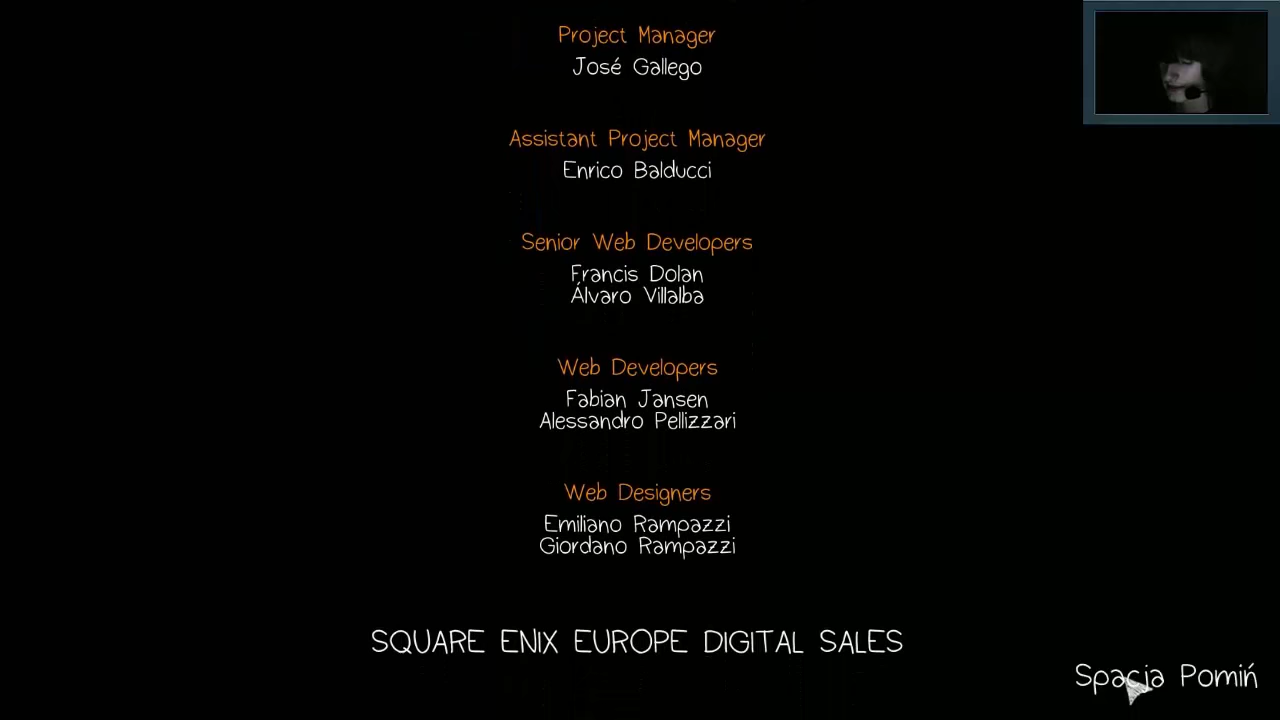 Project Manager
José Gallego
Assistant Project Manager
Enrico Balducci
Senior Web Developers
Francis Dolan
Álvaro Villalba
Web Developers
Fabian Jansen
Alessandro Pellizzari
Web Designers
Emiliano Rampazzi
Giordano Rampazzi
SQUARE ENIX EUROPE DIGITAL SALES
Spacja Pomiń